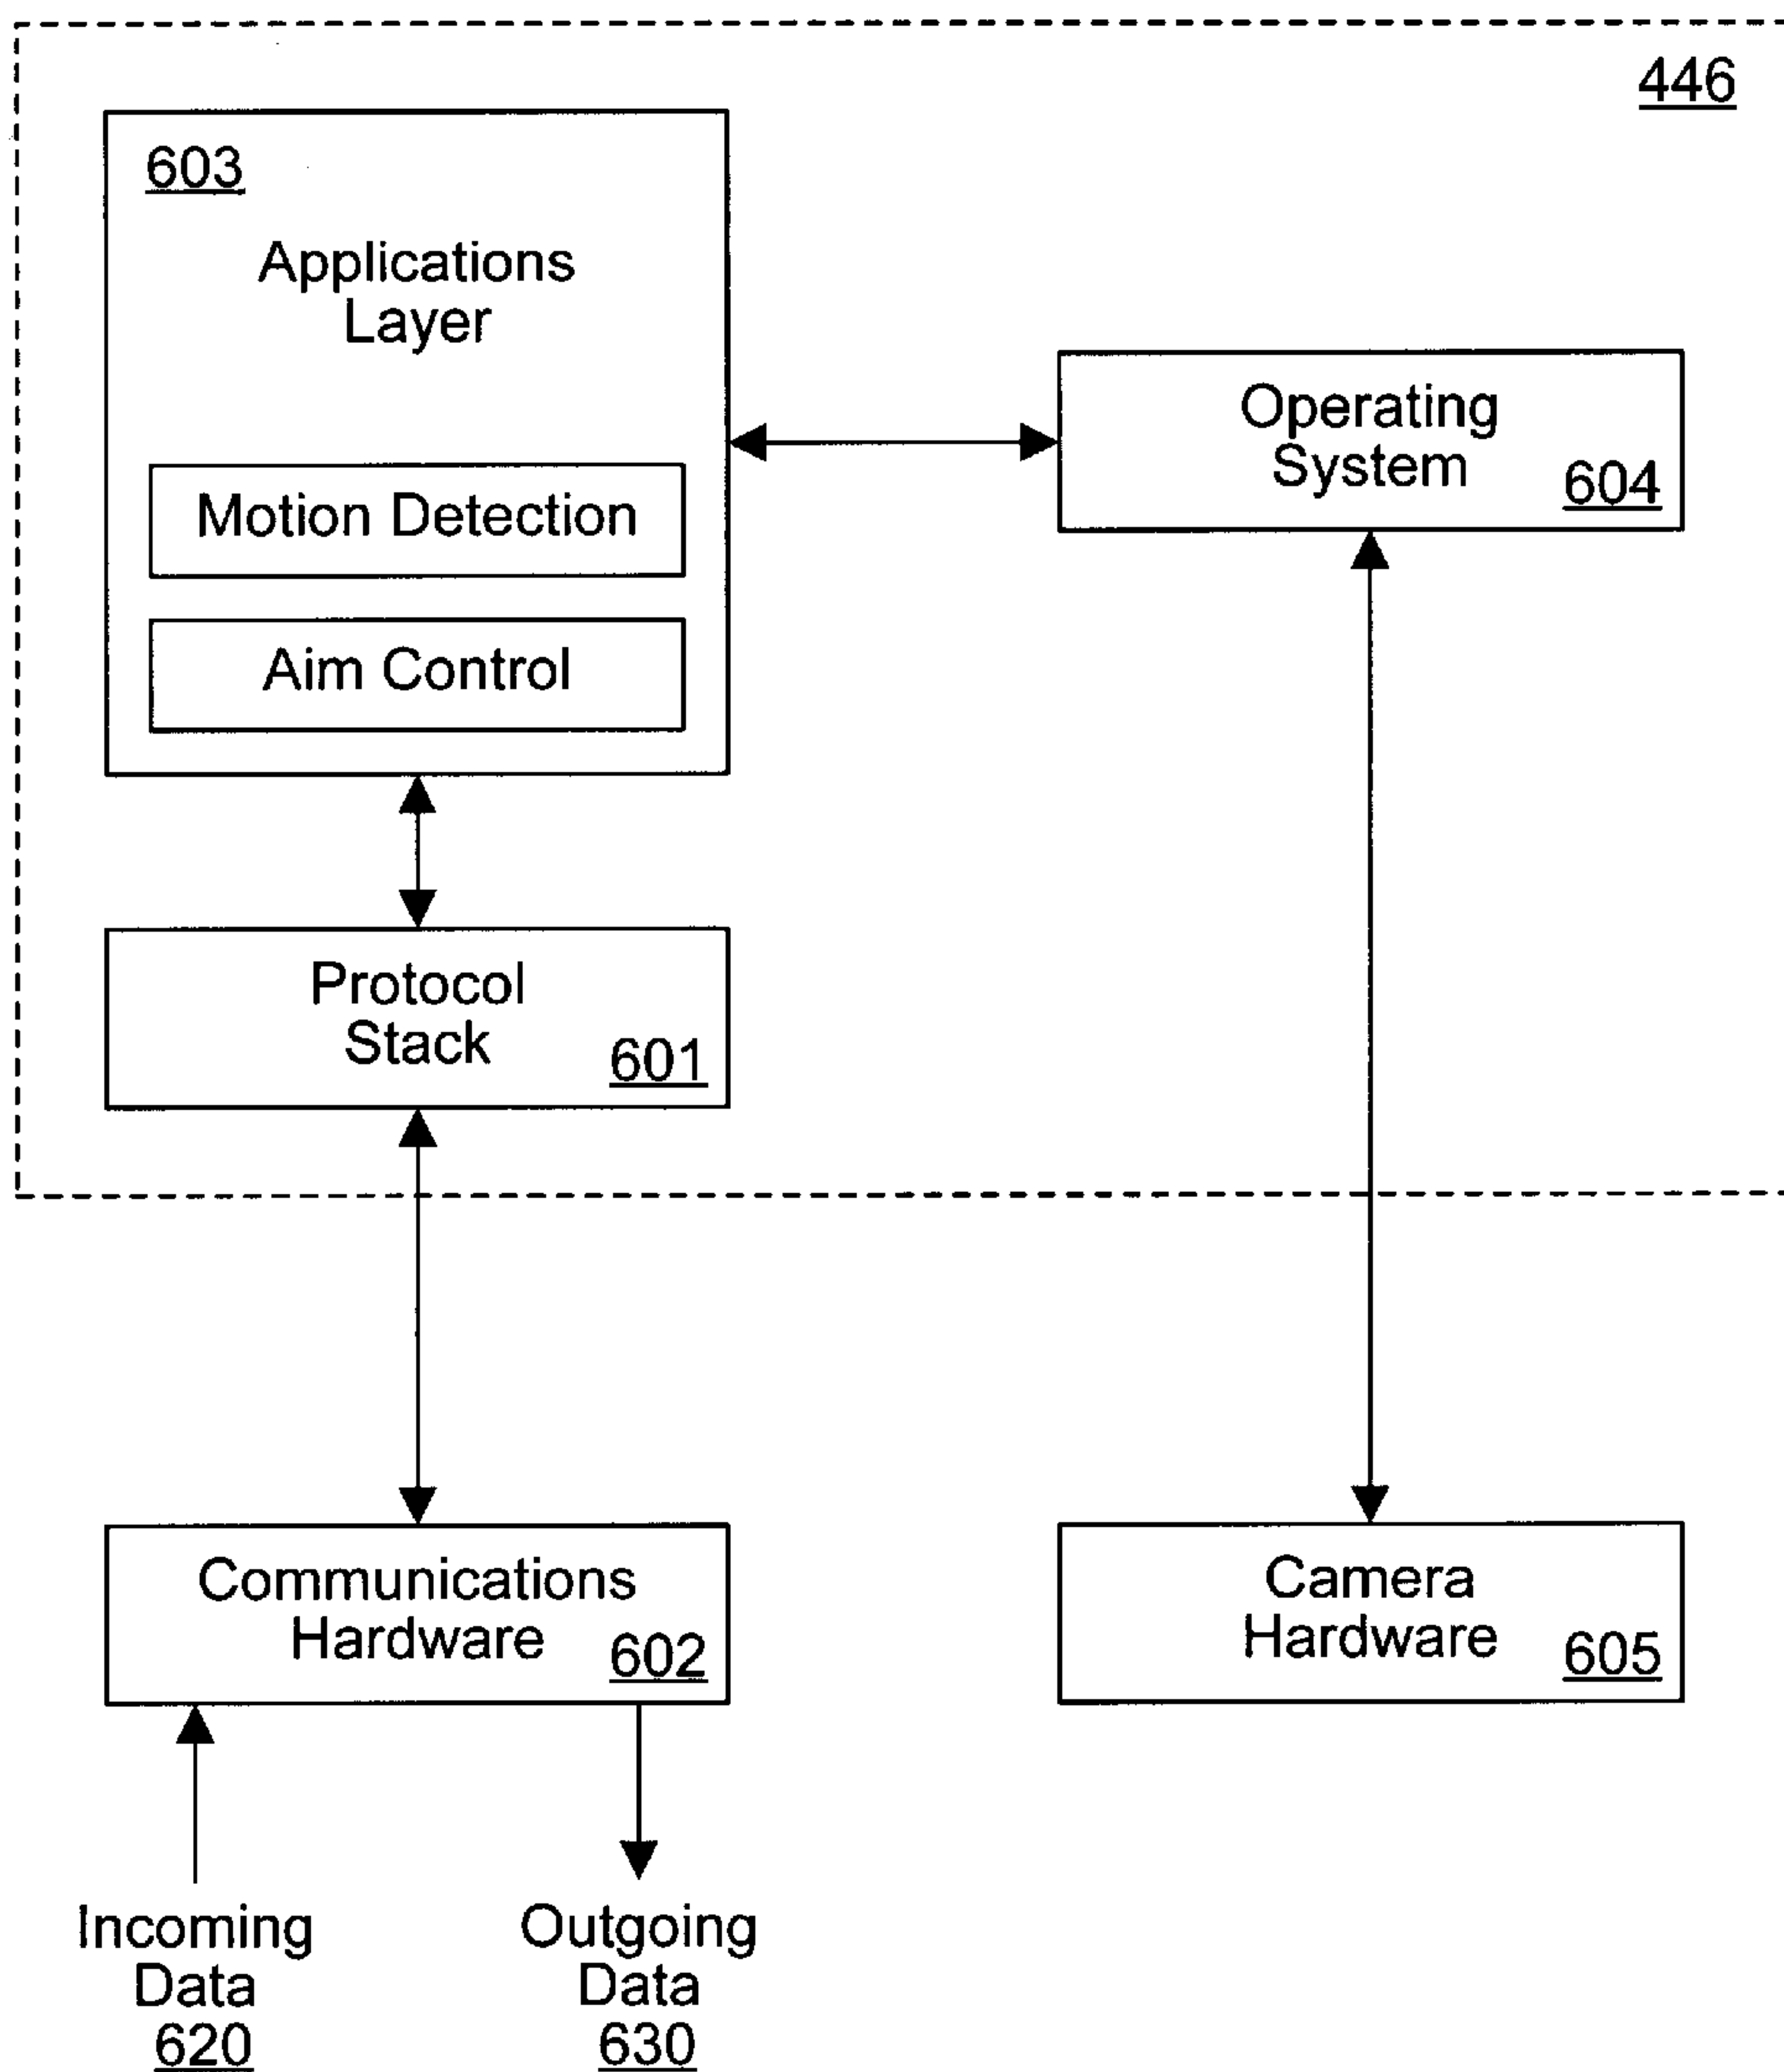 446
603
Applications
Layer
Operating
System
604
Motion Detection
Aim Control
Protocol
Stack
601
Communications
Hardware
602
Camera
Hardware
605
Incoming
Data
620
Outgoing
Data
630